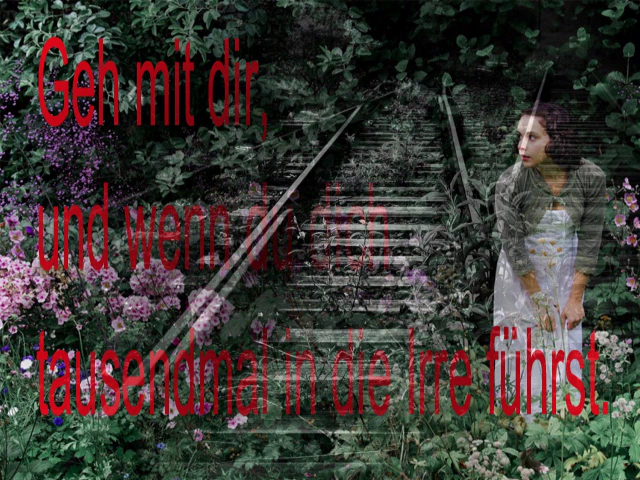 Geh mit dir,
und wenn du dich
tausendmal in die Irre führst.